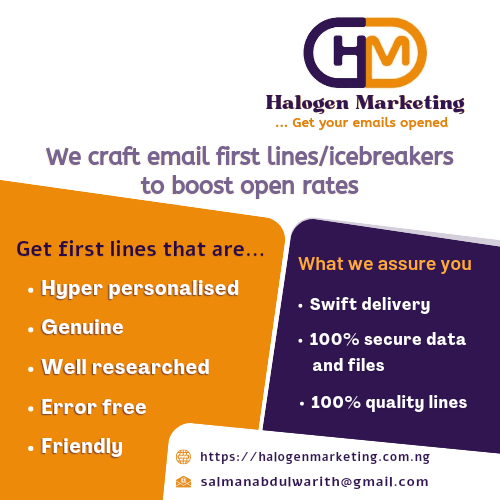 HM
Halogen Marketing
... Get your emails opened
We craft email first lines/icebreakers
to boost open rates
Get first lines that are...
• Hyper personalised
• Genuine
• Well researched
• Error free
• Friendly
What we assure you
• Swift delivery
• 100% secure data
and files
• 100% quality lines
https://halogenmarketing.com.ng
salmanabdulwarith@gmail.com